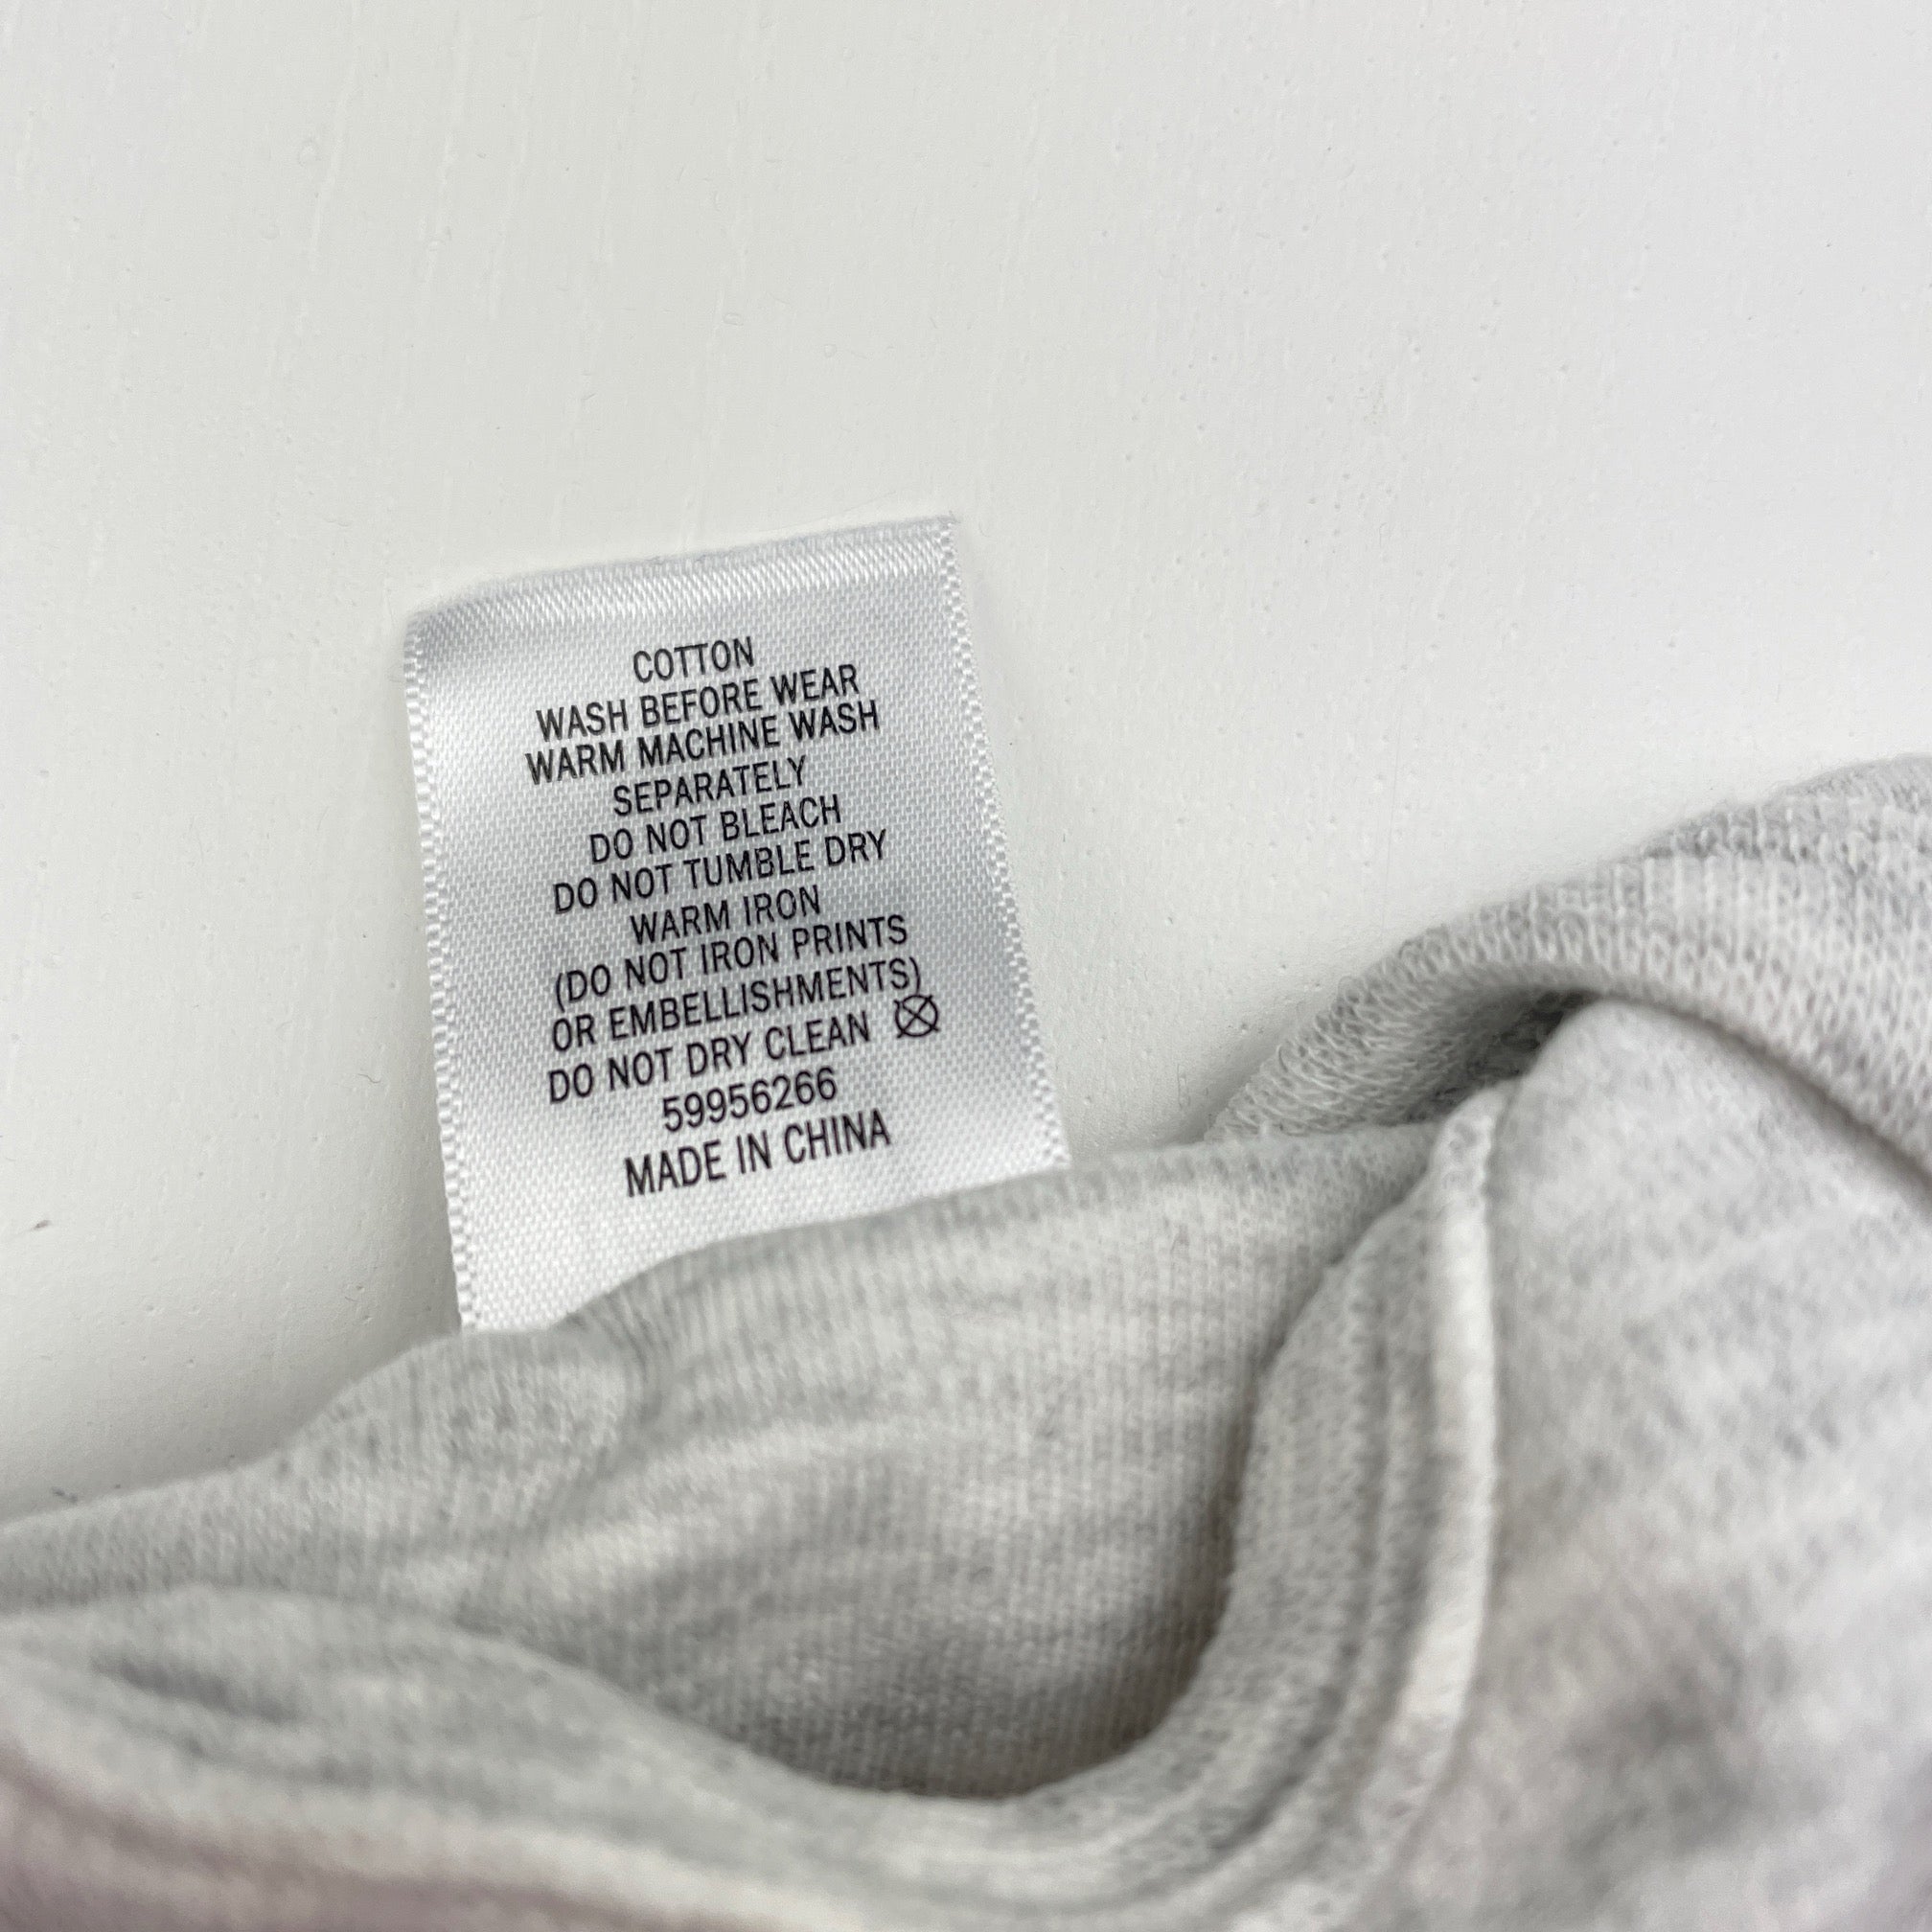 COTTON
WASH BEFORE WEAR
WARM MACHINE WASH
SEPARATELY
DO NOT BLEACH
DO NOT TUMBLE DRY
WARM IRON
(DO NOT IRON PRINTS
OR EMBELLISHMENTS)
DO NOT DRY CLEAN
59956266
MADE IN CHINA